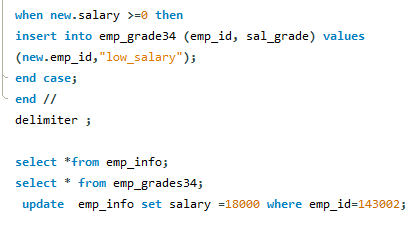 when new.salary >=0 then
insert into emp_grade34 (emp_id, sal_grade) values
(new.emp_id,"low_salary");
end case;
end //
delimiter ;
select *from emp_info;
select * from emp_grades34;
update  emp_info set salary =18000 where emp_id=143002;